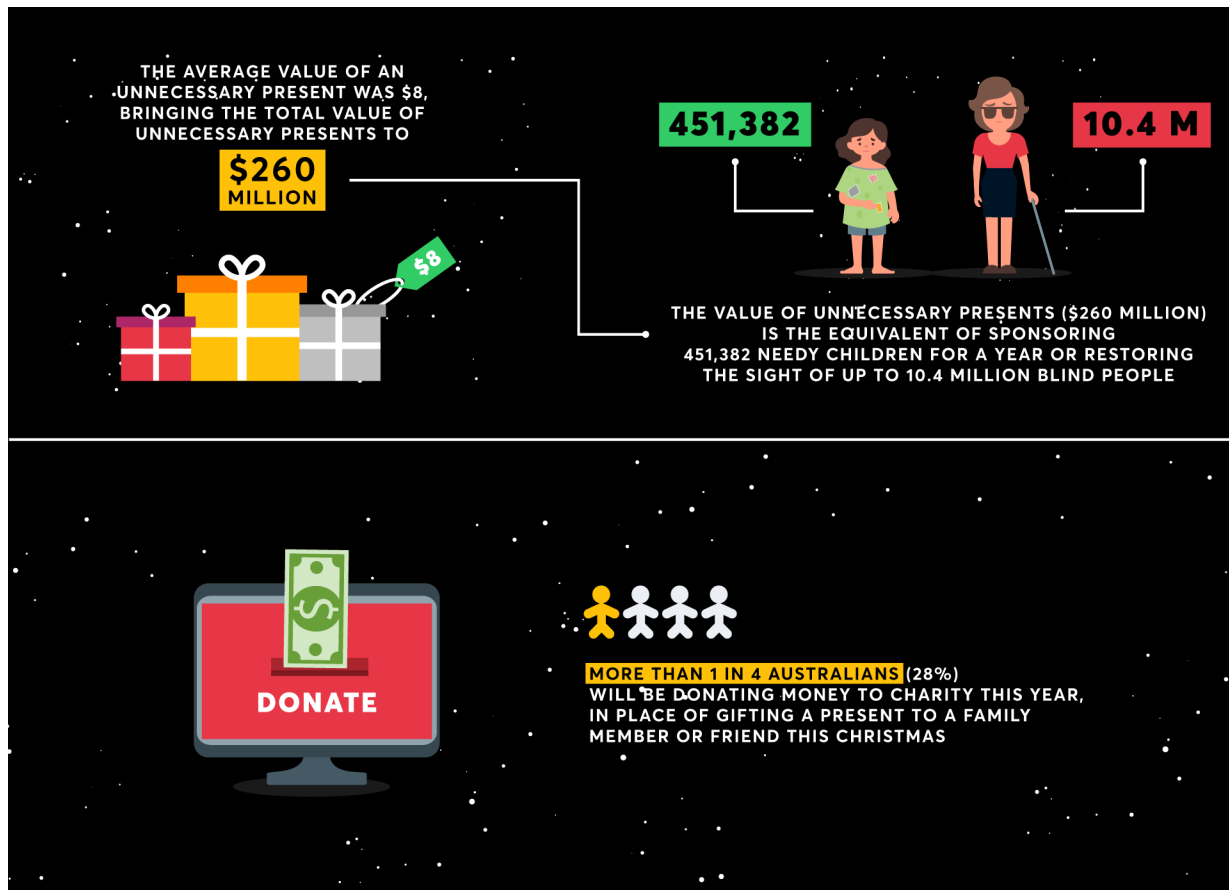 THE AVERAGE VALUE OF AN
UNNECESSARY PRESENT WAS $8,
BRINGING THE TOTAL VALUE OF
UNNECESSARY PRESENTS TO
$260
MILLION
$8
451,382
10.4 M
THE VALUE OF UNNECESSARY PRESENTS ($260 MILLION)
IS THE EQUIVALENT OF SPONSORING
451,382 NEEDY CHILDREN FOR A YEAR OR RESTORING
THE SIGHT OF UP TO 10.4 MILLION BLIND PEOPLE
$
DONATE
MORE THAN 1 IN 4 AUSTRALIANS (28%)
WILL BE DONATING MONEY TO CHARITY THIS YEAR,
IN PLACE OF GIFTING A PRESENT TO A FAMILY
MEMBER OR FRIEND THIS CHRISTMAS